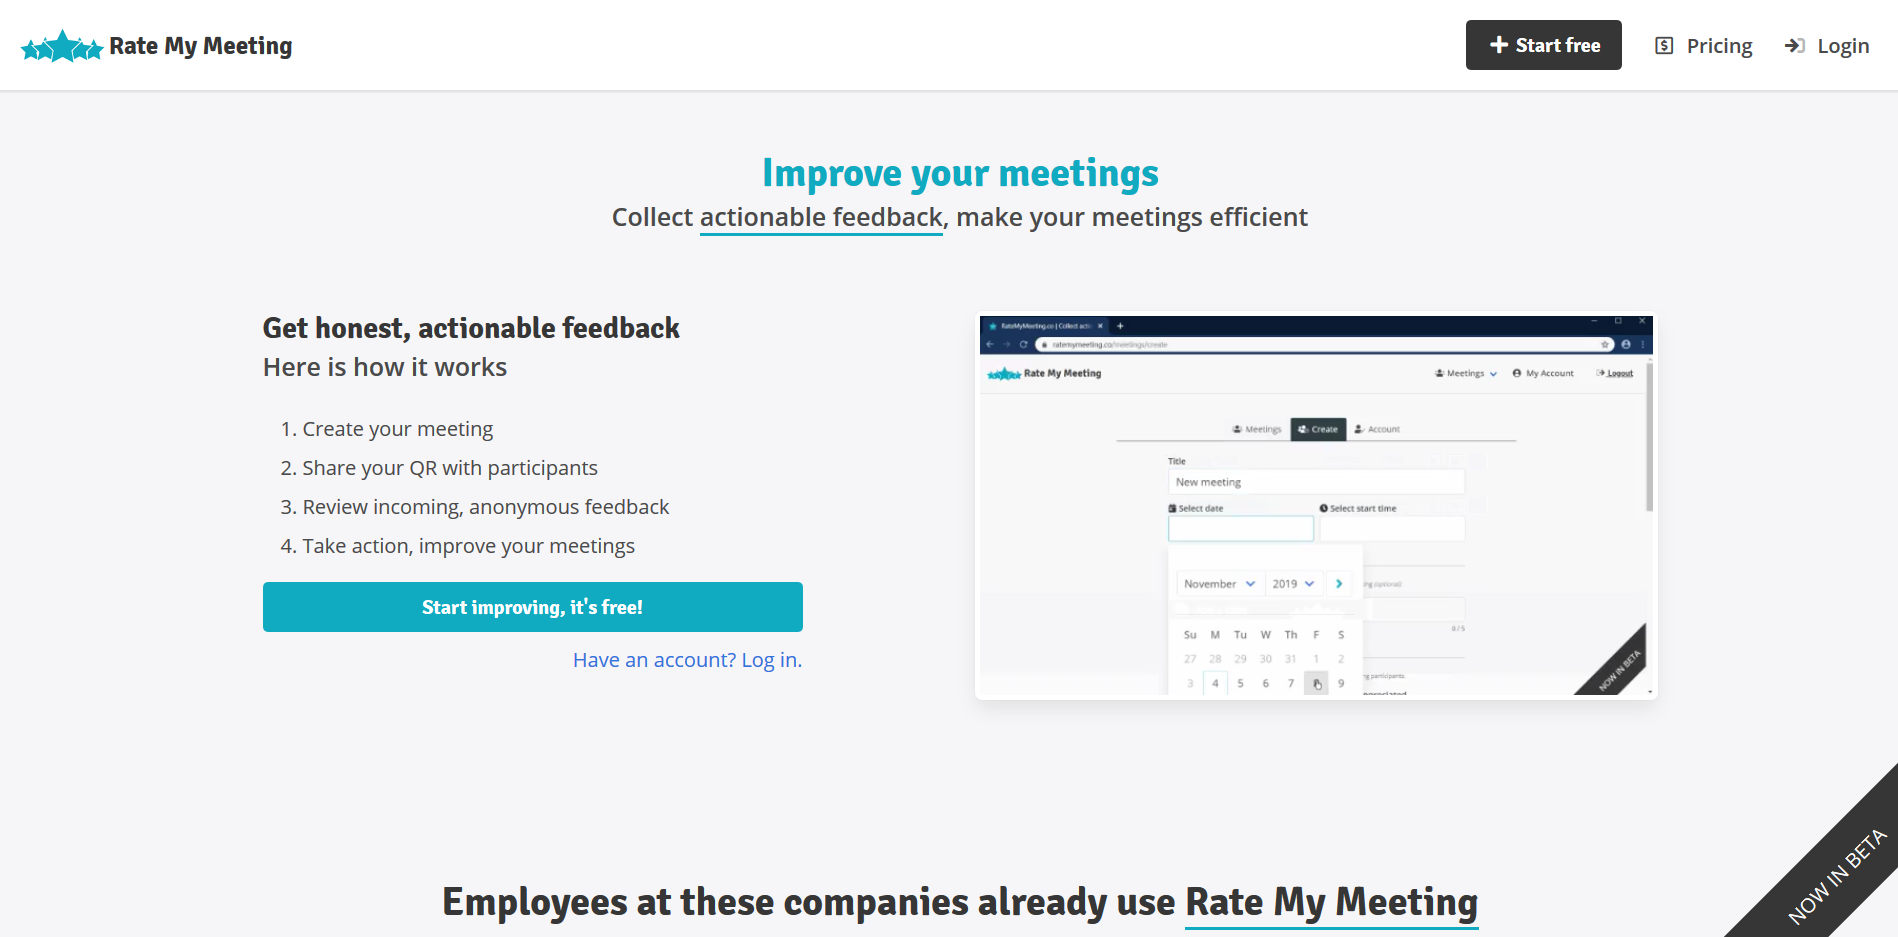 Rate My Meeting
Start free
Pricing
Login
Improve your meetings
Collect actionable feedback, make your meetings efficient
Get honest, actionable feedback
Here is how it works
1. Create your meeting
2. Share your QR with participants
3. Review incoming, anonymous feedback
4. Take action, improve your meetings
Start improving, it's free!
Have an account? Log in.
RateMyMeeting.co | Collect acti
ratemymeeting.co/meetings/create
Rate My Meeting
Meetings
My Account
Logout
Meetings
Create
Account
Title
New meeting
Select date
Select start time
November
2019
ng (optional)
0 / 5
Su M Tu W Th F S
27 28 29 30 31 1 2
3 4 5 6 7 8 9
ng participants
NOW IN BETA
Employees at these companies already use Rate My Meeting
NOW IN BETA